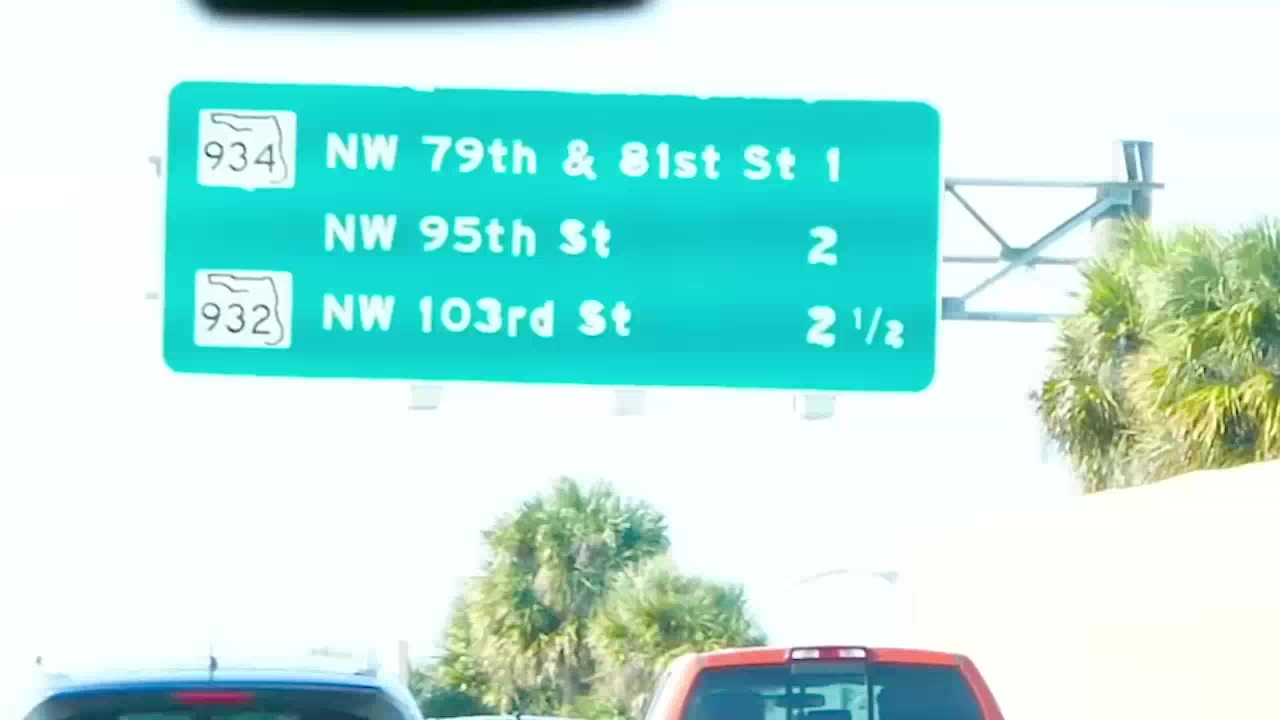 934 NW 79th & 81st St 1
NW 95th St 2
932 NW 103rd St 2 1/2